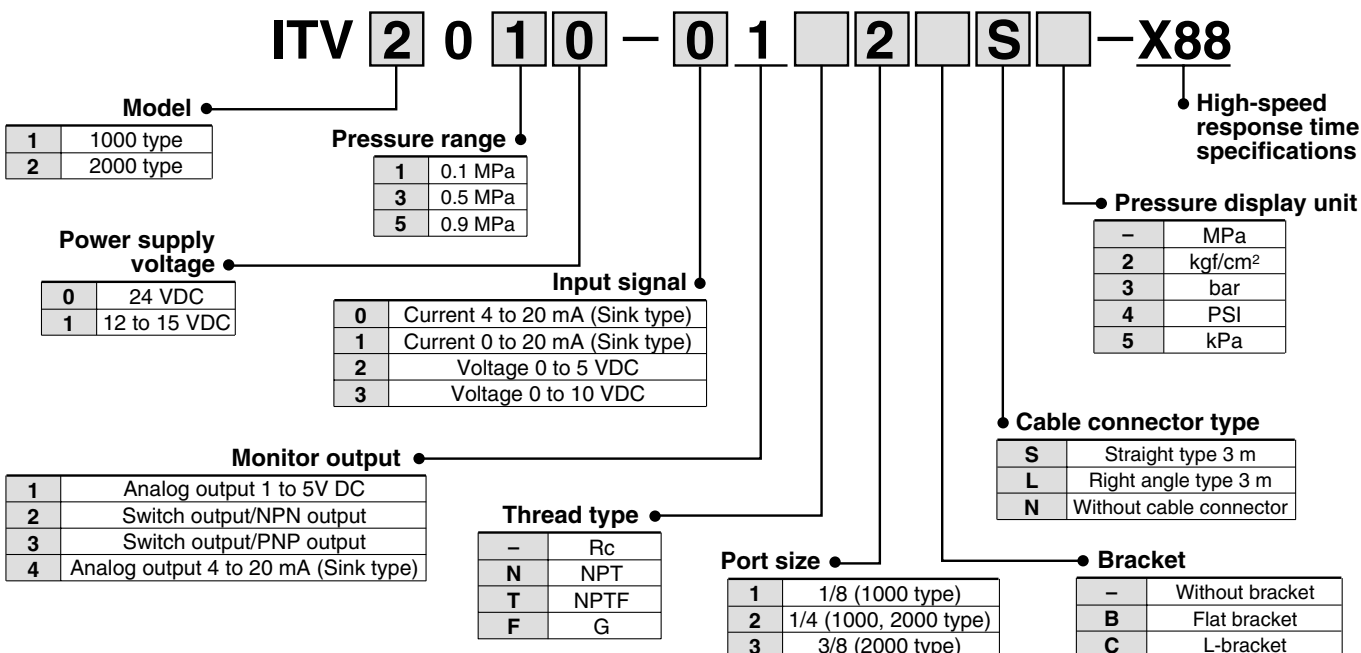 ITV 2 0 1 0 – 0 1 2 S – X88
Model
1 1000 type
2 2000 type
Pressure range
1 0.1 MPa
3 0.5 MPa
5 0.9 MPa
High-speed
response time
specifications
Pressure display unit
– MPa
2 kgf/cm²
3 bar
4 PSI
5 kPa
Power supply
voltage
0 24 VDC
1 12 to 15 VDC
Input signal
0 Current 4 to 20 mA (Sink type)
1 Current 0 to 20 mA (Sink type)
2 Voltage 0 to 5 VDC
3 Voltage 0 to 10 VDC
Cable connector type
S Straight type 3 m
L Right angle type 3 m
N Without cable connector
Monitor output
1 Analog output 1 to 5V DC
2 Switch output/NPN output
3 Switch output/PNP output
4 Analog output 4 to 20 mA (Sink type)
Thread type
– Rc
N NPT
T NPTF
F G
Port size
1 1/8 (1000 type)
2 1/4 (1000, 2000 type)
3 3/8 (2000 type)
Bracket
– Without bracket
B Flat bracket
C L-bracket